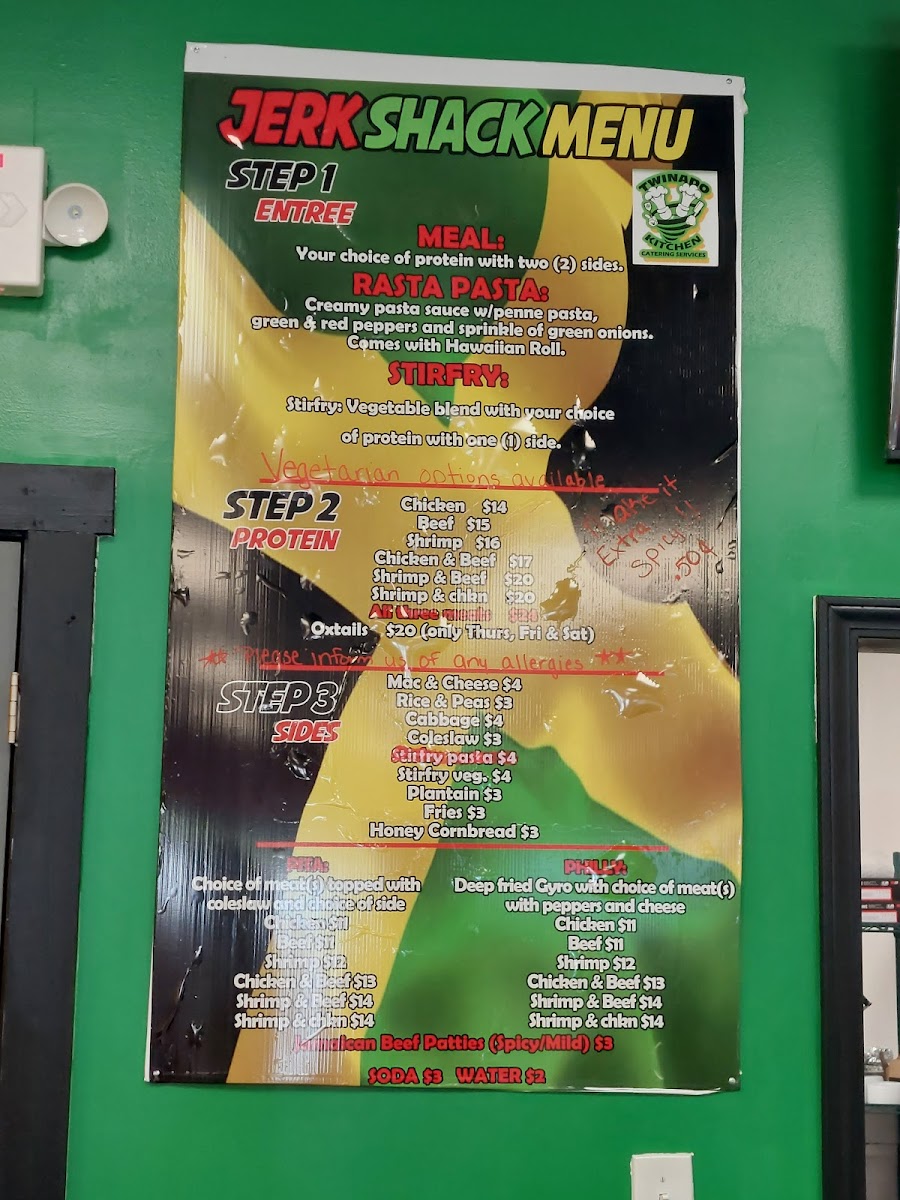 JERK SHACK MENU
STEP 1
ENTREE
TWINADO
KITCHEN
CATERING SERVICES
MEAL:
Your choice of protein with two (2) sides.
RASTA PASTA:
Creamy pasta sauce w/penne pasta,
green & red peppers and sprinkle of green onions.
Comes with Hawaiian Roll.
STIRFRY:
Stirfry: Vegetable blend with your choice
of protein with one (1) side.
Vegetarian options available
STEP 2
PROTEIN
Chicken $14
Beef $15
Shrimp $16
Chicken & Beef $17
Shrimp & Beef $20
Shrimp & chkn $20
All three meats
Oxtails $20 (only Thurs, Fri & Sat)
make it
Extra
Spicy!!
.50¢
** Please inform us of any allergies **
STEP 3
SIDES
Mac & Cheese $4
Rice & Peas $3
Cabbage $4
Coleslaw $3
Stirfry pasta $4
Stirfry veg. $4
Plantain $3
Fries $3
Honey Cornbread $3
PITA:
Choice of meat(s) topped with
coleslaw and choice of side
Chicken $11
Beef $11
Shrimp $12
Chicken & Beef $13
Shrimp & Beef $14
Shrimp & chkn $14
PHILLY:
Deep fried Gyro with choice of meat(s)
with peppers and cheese
Chicken $11
Beef $11
Shrimp $12
Chicken & Beef $13
Shrimp & Beef $14
Shrimp & chkn $14
Jamaican Beef Patties (Spicy/Mild) $3
SODA $3 WATER $2